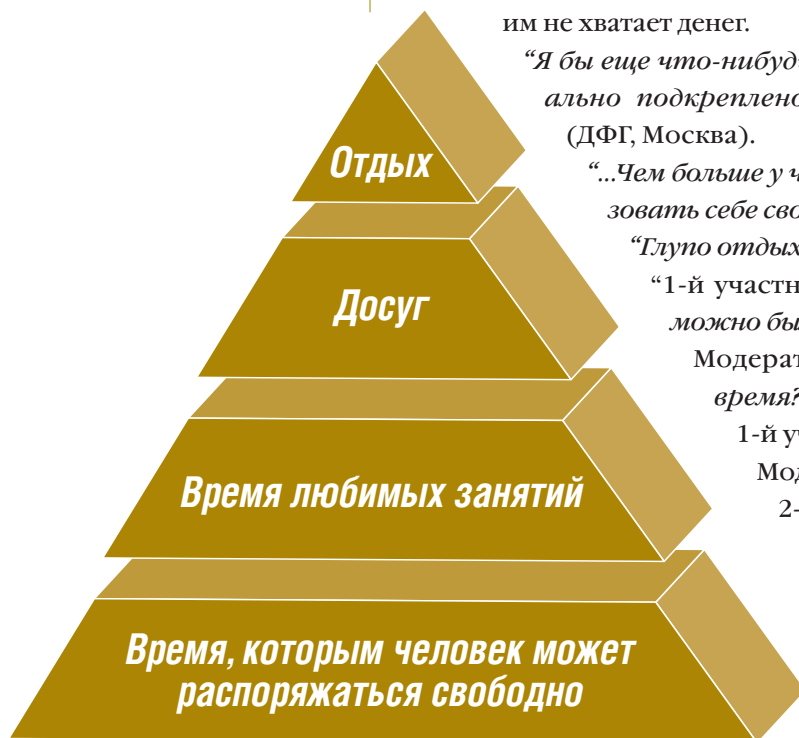 им не хватает денег.
“Я бы еще что-нибуд
ально подкреплено
(ДФГ, Москва).
“...Чем больше у ч
зовать себе сво
“Глупо отдых
“1-й участн
можно бы
Модерат
время?
1-й уч
Мод
2-
Отдых
Досуг
Время любимых занятий
Время, которым человек может
распоряжаться свободно